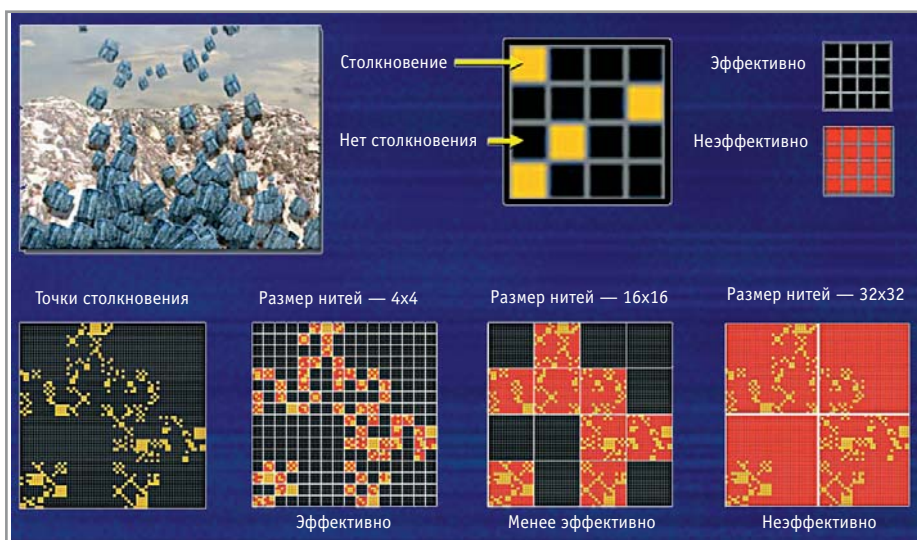 Столкновение
Нет столкновения
Эффективно
Неэффективно
Точки столкновения
Размер нитей — 4x4
Размер нитей — 16x16
Размер нитей — 32x32
Эффективно
Менее эффективно
Неэффективно